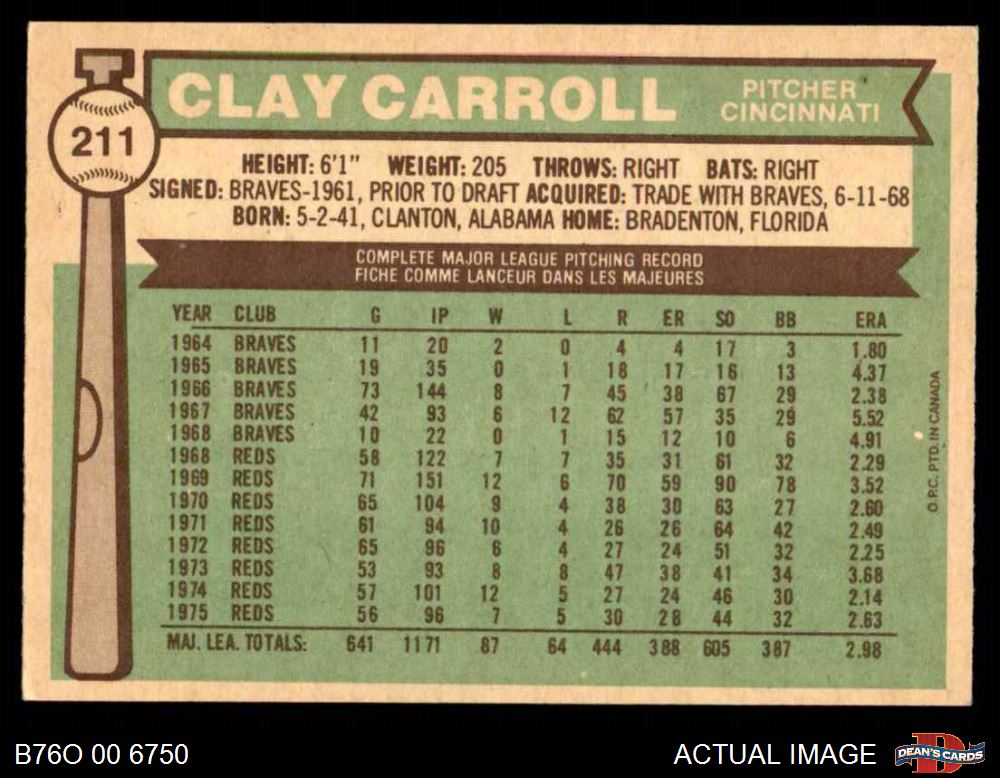 CLAY CARROLL
PITCHER
CINCINNATI
211
HEIGHT: 6'1" WEIGHT: 205 THROWS: RIGHT BATS: RIGHT
SIGNED: BRAVES-1961, PRIOR TO DRAFT ACQUIRED: TRADE WITH BRAVES, 6-11-68
BORN: 5-2-41, CLANTON, ALABAMA HOME: BRADENTON, FLORIDA
COMPLETE MAJOR LEAGUE PITCHING RECORD
FICHE COMME LANCEUR DANS LES MAJEURES
YEAR CLUB G IP W L R ER SO BB ERA
1964 BRAVES 11 20 2 0 4 4 17 3 1.80
1965 BRAVES 19 35 0 1 18 17 16 13 4.37
1966 BRAVES 73 144 8 7 45 38 67 29 2.38
1967 BRAVES 42 93 6 12 62 57 35 29 5.52
1968 BRAVES 10 22 0 1 15 12 10 6 4.91
1968 REDS 58 122 7 7 35 31 61 32 2.29
1969 REDS 71 151 12 6 70 59 90 78 3.52
1970 REDS 65 104 9 4 38 30 63 27 2.60
1971 REDS 61 94 10 4 26 26 64 42 2.49
1972 REDS 65 96 6 4 27 24 51 32 2.25
1973 REDS 53 93 8 8 47 38 41 34 3.68
1974 REDS 57 101 12 5 27 24 46 30 2.14
1975 REDS 56 96 7 5 30 28 44 32 2.63
MAJ. LEA. TOTALS: 641 1171 87 64 444 388 605 387 2.98
O.P.C. PTD. IN CANADA
B76O 00 6750
ACTUAL IMAGE
DEAN'S CARDS